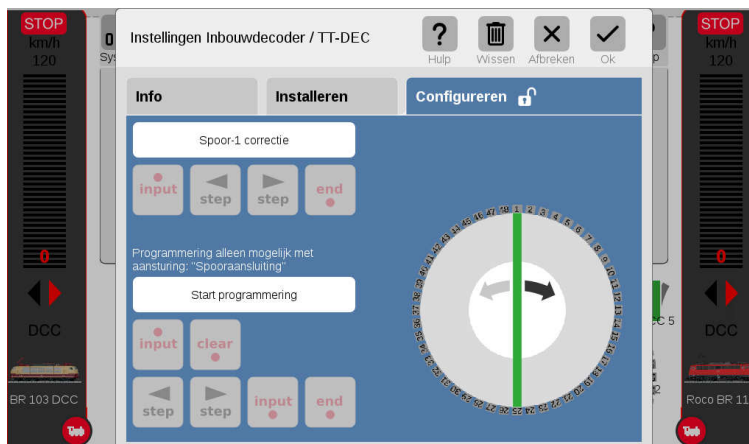 STOP
km/h
120
0
DCC
BR 103 DCC
Sys
Instellingen Inbouwdecoder / TT-DEC
?
Hulp
Wissen
Afbreken
Ok
Info
Installeren
Configureren
Spoor-1 correctie
input
step
step
end
Programmering alleen mogelijk met
aansturing: "Spooraansluiting"
Start programmering
input
clear
step
step
input
end
STOP
km/h
120
0
DCC
Roco BR 11